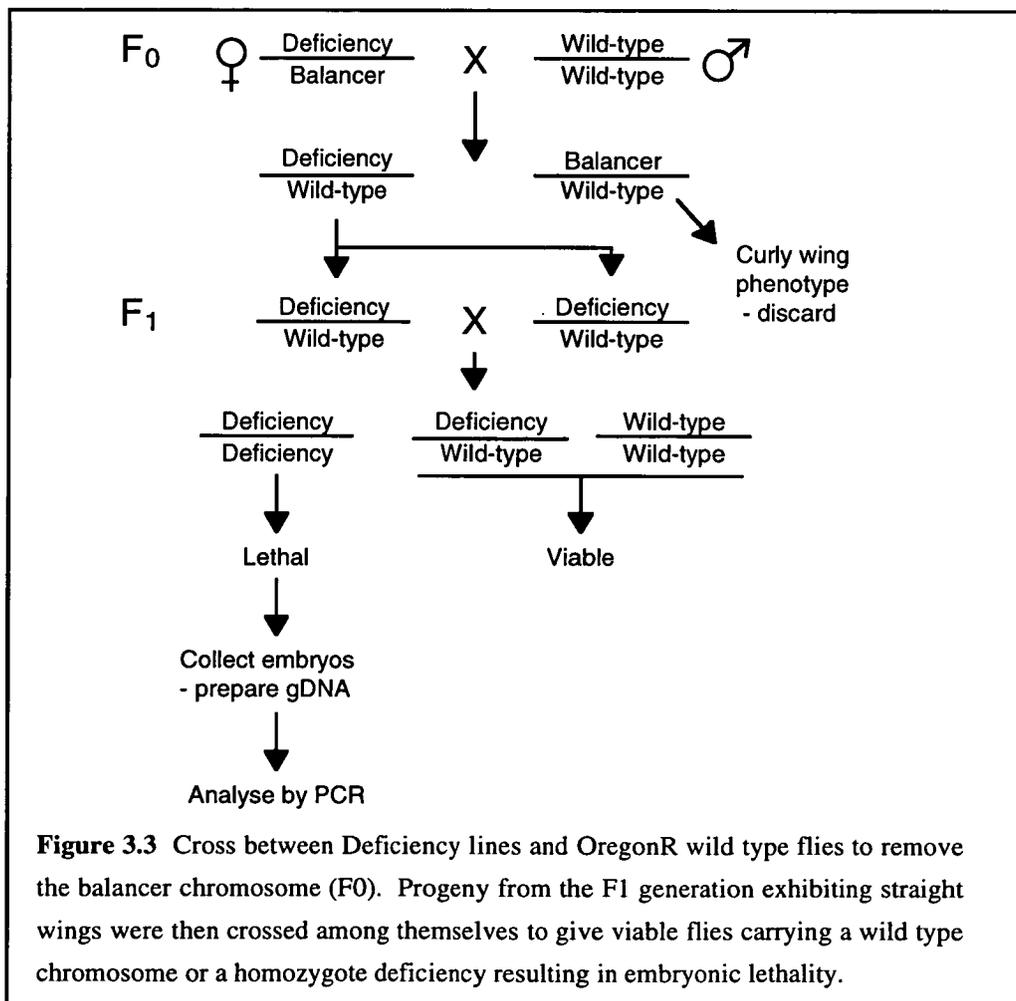 F0 ♀ Deficiency X Wild-type ♂
Balancer Wild-type
Deficiency Balancer
Wild-type Wild-type
Curly wing
phenotype
- discard
F1 Deficiency X Deficiency
Wild-type Wild-type
Deficiency Deficiency Wild-type
Deficiency Wild-type Wild-type
Lethal Viable
Collect embryos
- prepare gDNA
Analyse by PCR
Figure 3.3 Cross between Deficiency lines and OregonR wild type flies to remove
the balancer chromosome (F0). Progeny from the F1 generation exhibiting straight
wings were then crossed among themselves to give viable flies carrying a wild type
chromosome or a homozygote deficiency resulting in embryonic lethality.